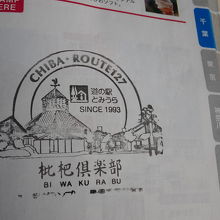 CHIBA・ROUTE127
道の駅
とみうら
SINCE 1993
枇杷倶楽部
BI WA KU RA BU
千葉